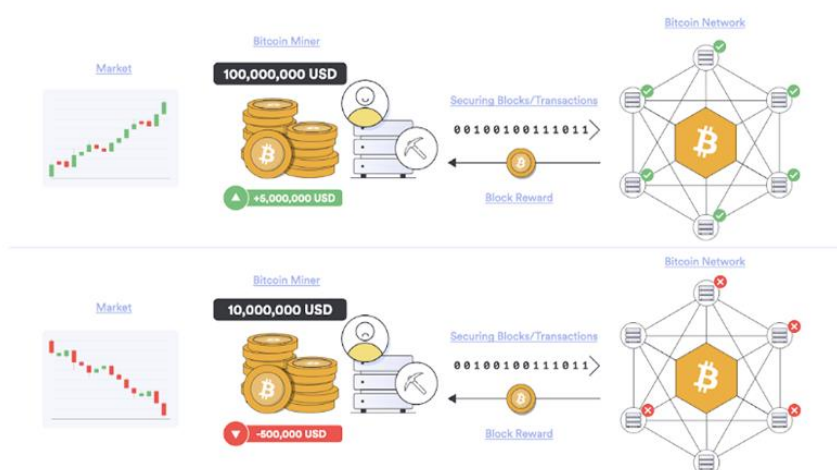 Bitcoin Network
Bitcoin Miner
Market
100,000,000 USD
Securing Blocks/Transactions
00100100111011
+5,000,000 USD
Block Reward
Bitcoin Network
Bitcoin Miner
Market
10,000,000 USD
Securing Blocks/Transactions
00100100111011
-500,000 USD
Block Reward